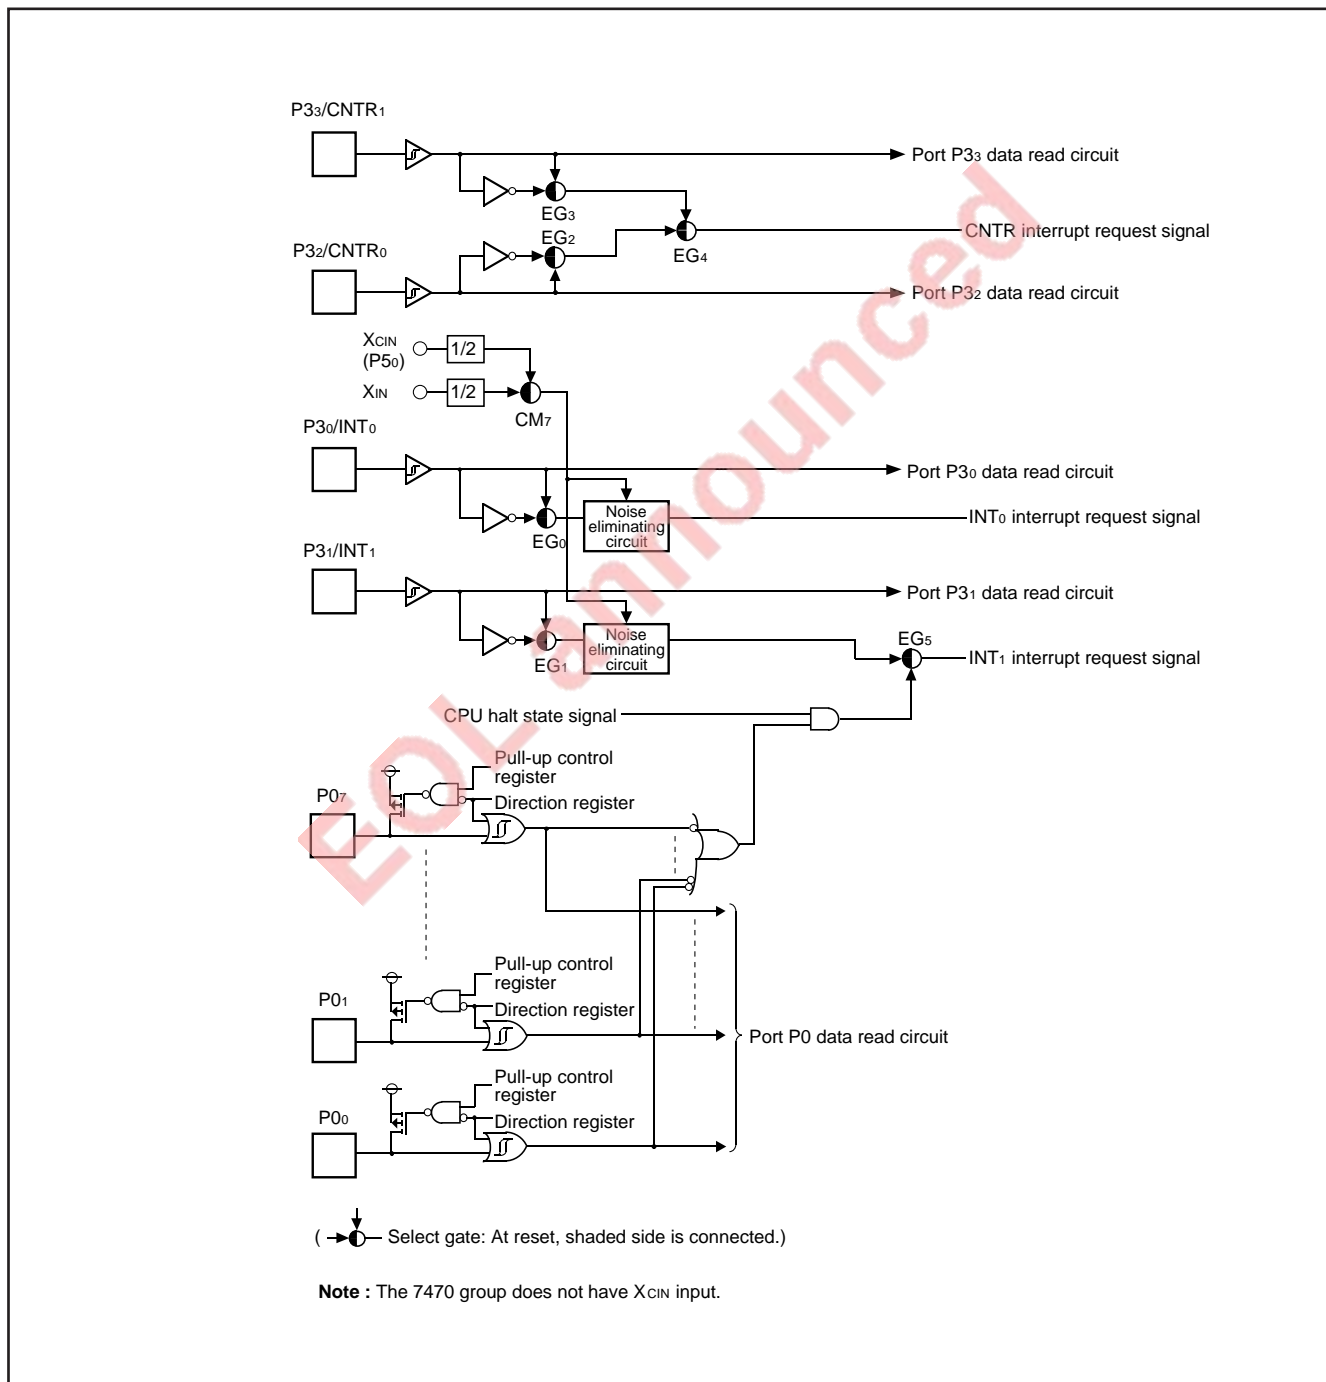 P33/CNTR1
Port P33 data read circuit
EG3
EG2
CNTR interrupt request signal
EG4
P32/CNTR0
Port P32 data read circuit
XCIN
(P50)
1/2
XIN
1/2
CM7
P30/INT0
Port P30 data read circuit
Noise
eliminating
circuit
INT0 interrupt request signal
EG0
P31/INT1
Port P31 data read circuit
Noise
eliminating
circuit
EG5
INT1 interrupt request signal
EG1
CPU halt state signal
Pull-up control
register
Direction register
P07
Pull-up control
register
Direction register
P01
Port P0 data read circuit
Pull-up control
register
Direction register
P00
( Select gate: At reset, shaded side is connected.)
Note : The 7470 group does not have XCIN input.
EOL announced